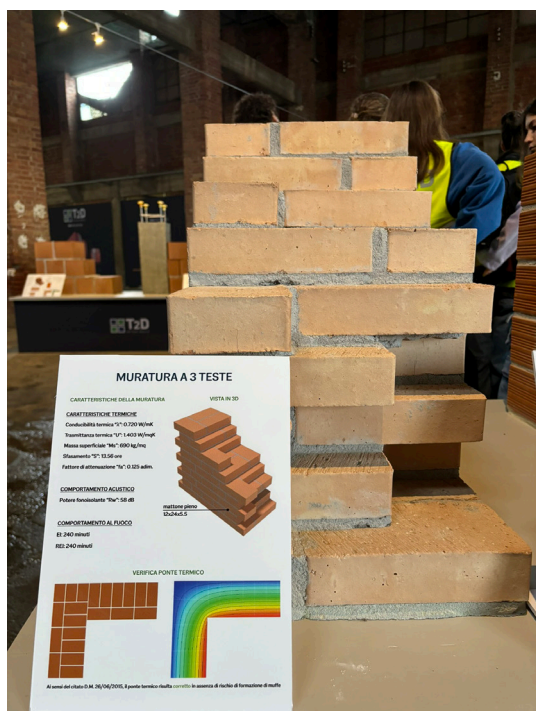 T2D
T2D
MURATURA A 3 TESTE
CARATTERISTICHE DELLA MURATURA
VISTA IN 3D
CARATTERISTICHE TERMICHE
Conducibilità termica "λ": 0.720 W/mK
Trasmittanza termica "U": 1.403 W/mqK
Massa superficiale "Ms": 690 kg/mq
Sfasamento "S": 13.56 ore
Fattore di attenuazione "fa": 0.125 adim.
COMPORTAMENTO ACUSTICO
Potere fonoisolante "Rw": 58 dB
mattone pieno
12x24x5.5
COMPORTAMENTO AL FUOCO
EI: 240 minuti
REI: 240 minuti
VERIFICA PONTE TERMICO
Ai sensi del citato D.M. 26/06/2015, il ponte termico risulta corretto in assenza di rischio di formazione di muffe